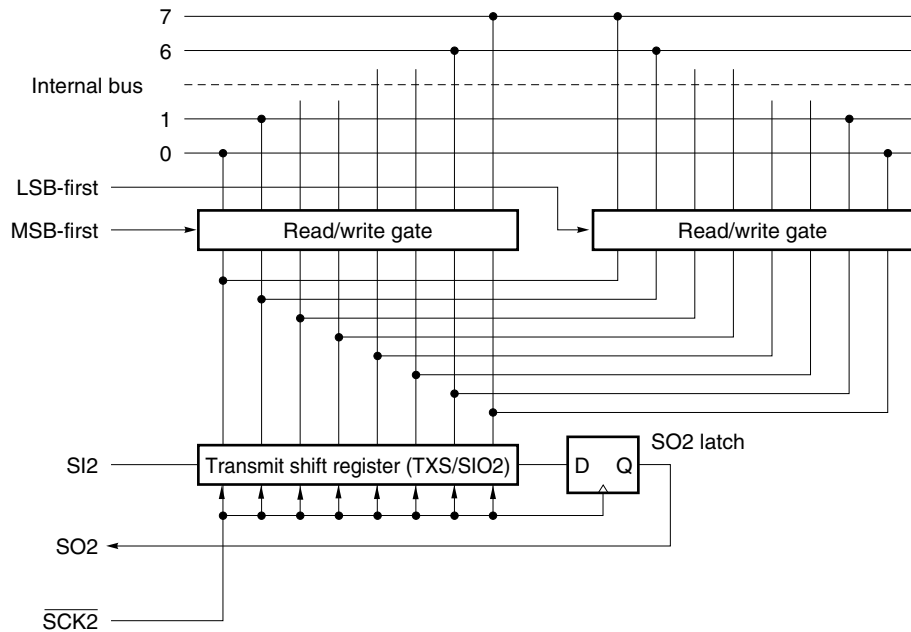 7
6
Internal bus
1
0
LSB-first
MSB-first
Read/write gate
Read/write gate
SO2 latch
SI2
Transmit shift register (TXS/SIO2)
D
Q
SO2
SCK2